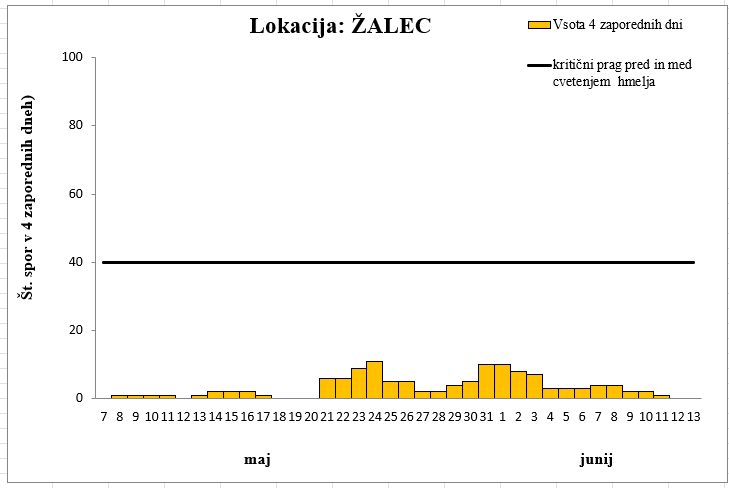 Lokacija: ŽALEC
Vsota 4 zaporednih dni
kritični prag pred in med
cvetenjem hmelja
Št. spor v 4 zaporednih dneh)
100
80
60
40
20
0
7 8 9 10 11 12 13 14 15 16 17 18 19 20 21 22 23 24 25 26 27 28 29 30 31 1 2 3 4 5 6 7 8 9 10 11 12 13
maj junij